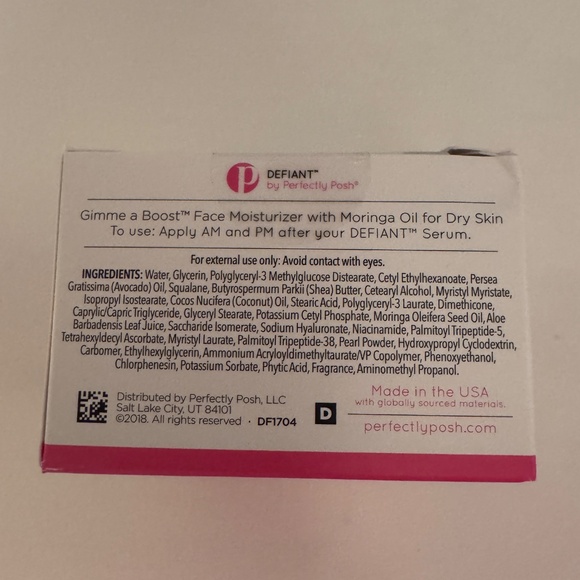 DEFIANT™
by Perfectly Posh®
Gimme a Boost™ Face Moisturizer with Moringa Oil for Dry Skin
To use: Apply AM and PM after your DEFIANT™ Serum.
For external use only: Avoid contact with eyes.
INGREDIENTS: Water, Glycerin, Polyglyceryl-3 Methylglucose Distearate, Cetyl Ethylhexanoate, Persea
Gratissima (Avocado) Oil, Squalane, Butyrospermum Parkii (Shea) Butter, Cetearyl Alcohol, Myristyl Myristate,
Isopropyl Isostearate, Cocos Nucifera (Coconut) Oil, Stearic Acid, Polyglyceryl-3 Laurate, Dimethicone,
Caprylic/Capric Triglyceride, Glyceryl Stearate, Potassium Cetyl Phosphate, Moringa Oleifera Seed Oil, Aloe
Barbadensis Leaf Juice, Saccharide Isomerate, Sodium Hyaluronate, Niacinamide, Palmitoyl Tripeptide-5,
Tetrahexyldecyl Ascorbate, Myristyl Laurate, Palmitoyl Tripeptide-38, Pearl Powder, Hydroxypropyl Cyclodextrin,
Carbomer, Ethylhexylglycerin, Ammonium Acryloyldimethyltaurate/VP Copolymer, Phenoxyethanol,
Chlorphenesin, Potassium Sorbate, Phytic Acid, Fragrance, Aminomethyl Propanol.
Distributed by Perfectly Posh, LLC
Salt Lake City, UT 84101
©2018. All rights reserved · DF1704
D
Made in the USA
with globally sourced materials.
perfectlyposh.com